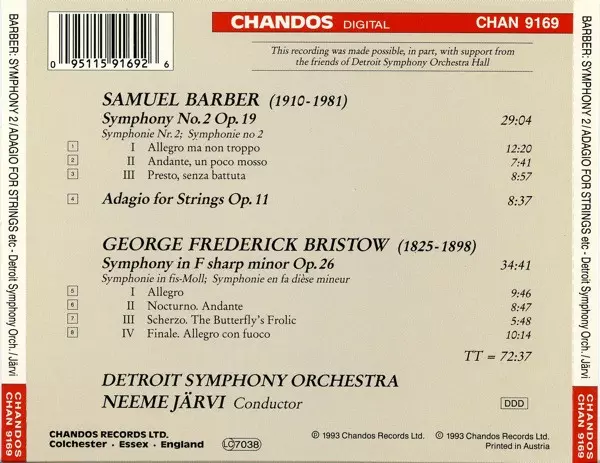 CHANDOS DIGITAL CHAN 9169
0 95115 91692 6
This recording was made possible, in part, with support from
the friends of Detroit Symphony Orchestra Hall
SAMUEL BARBER (1910-1981)
Symphony No. 2 Op. 19 29:04
Symphonie Nr. 2; Symphonie no 2
1 I Allegro ma non troppo 12:20
2 II Andante, un poco mosso 7:41
3 III Presto, senza battuta 8:57
4 Adagio for Strings Op. 11 8:37
GEORGE FREDERICK BRISTOW (1825-1898)
Symphony in F sharp minor Op. 26 34:41
Symphonie in fis-Moll; Symphonie en fa dièse mineur
5 I Allegro 9:46
6 II Nocturno. Andante 8:47
7 III Scherzo. The Butterfly's Frolic 5:48
8 IV Finale. Allegro con fuoco 10:14
TT = 72:37
DETROIT SYMPHONY ORCHESTRA
NEEME JÄRVI Conductor
DDD
CHANDOS RECORDS LTD.
Colchester · Essex · England
LC 7038
℗ 1993 Chandos Records Ltd.
© 1993 Chandos Records Ltd.
Printed in Austria
BARBER: SYMPHONY 2/ADAGIO FOR STRINGS etc - Detroit Symphony Orch./Järvi
CHANDOS
CHAN 9169
BARBER: SYMPHONY 2/ADAGIO FOR STRINGS etc - Detroit Symphony Orch./Järvi
CHANDOS
CHAN 9169